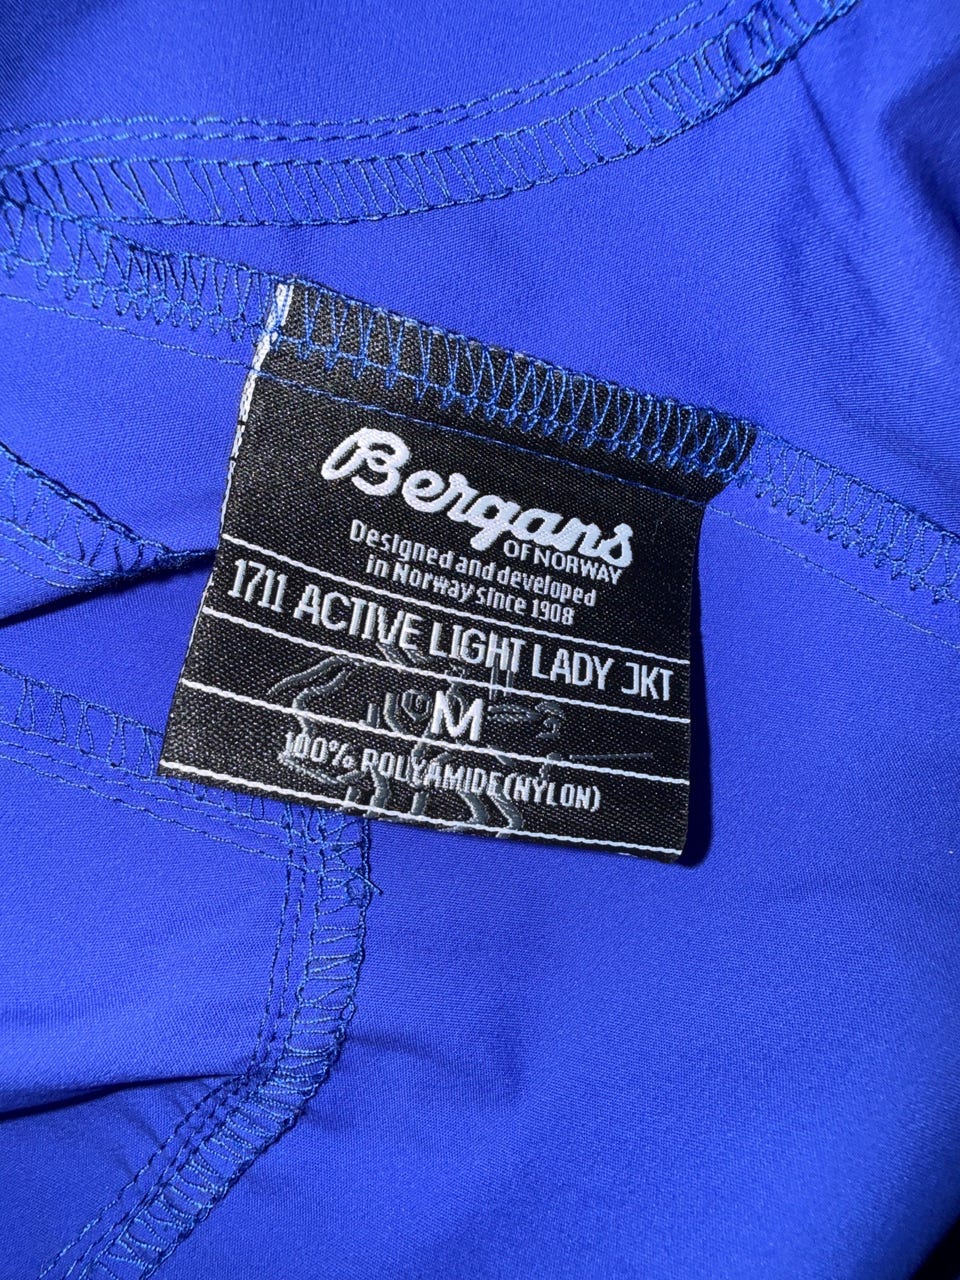 Bergans
OF NORWAY
Designed and developed
in Norway since 1908
1711 ACTIVE LIGHT LADY JKT
M
100% POLYAMIDE(NYLON)